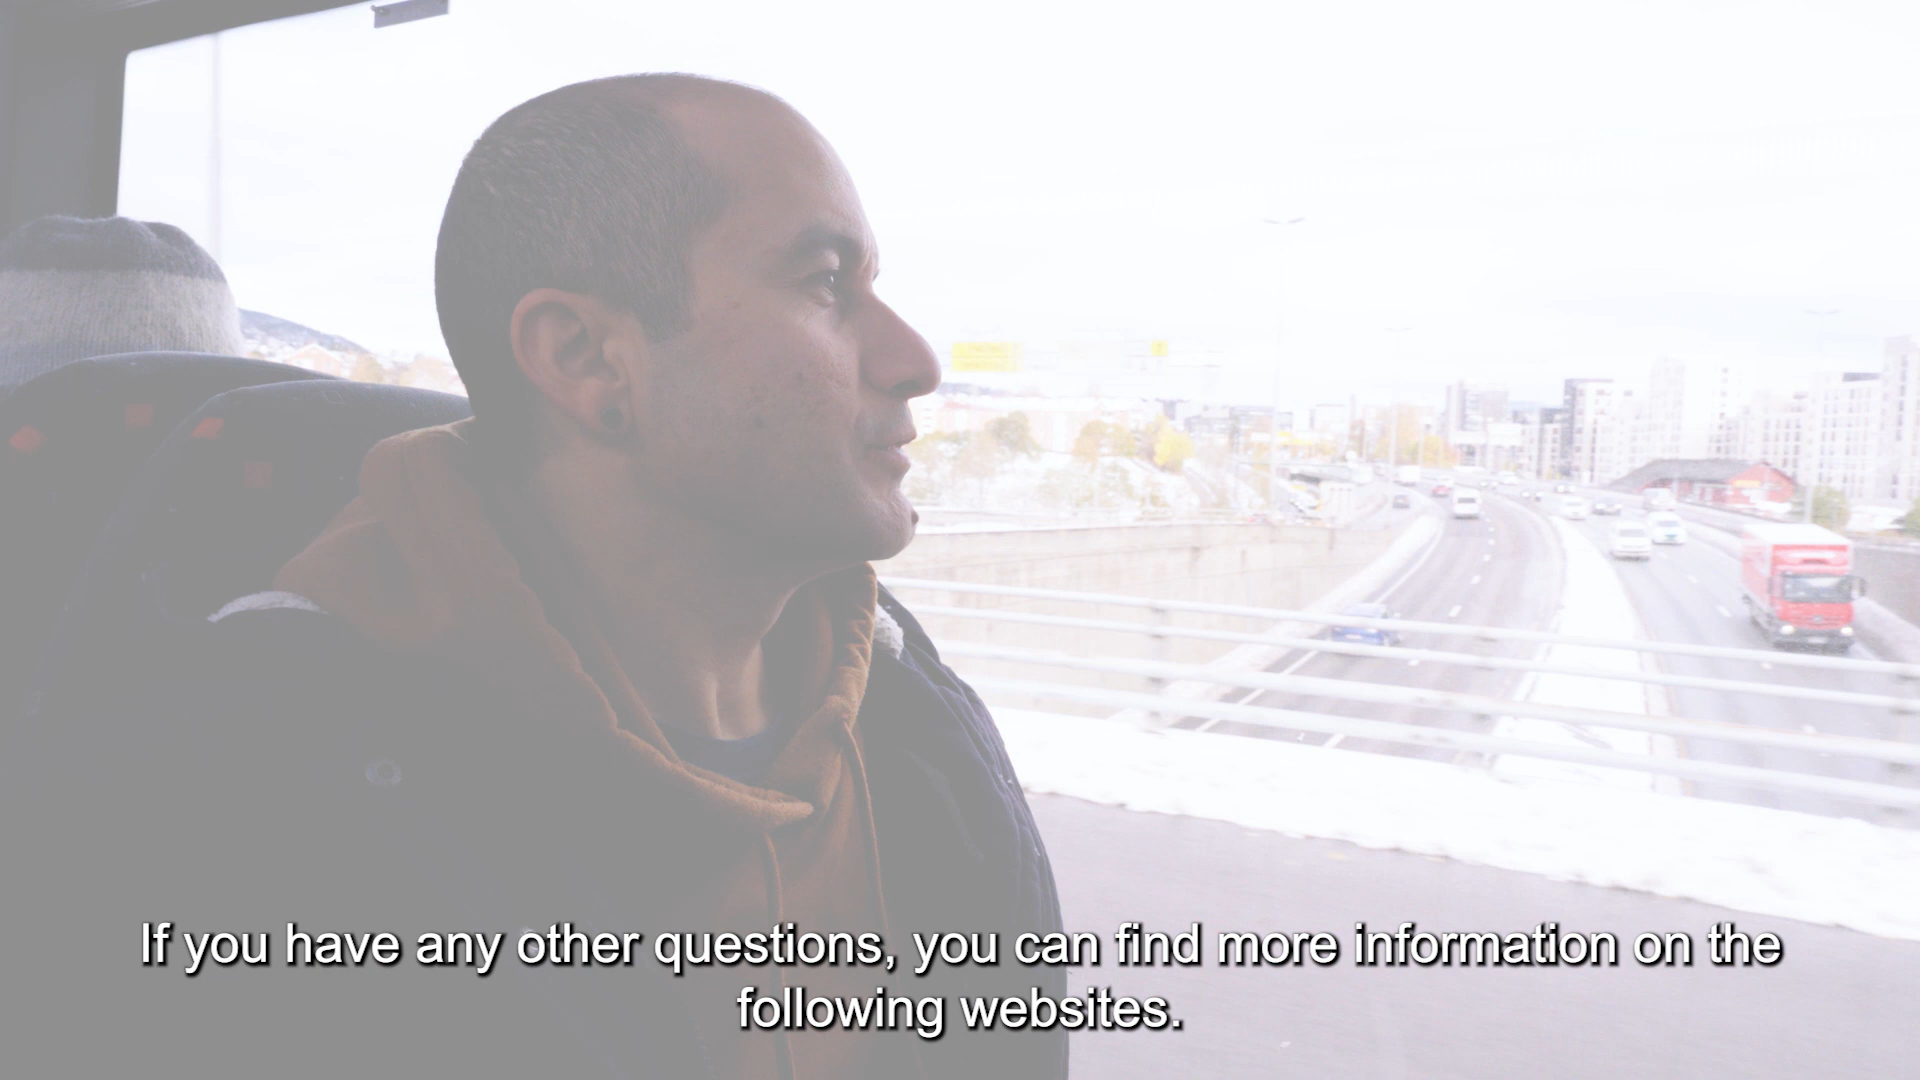 If you have any other questions, you can find more information on the
following websites.